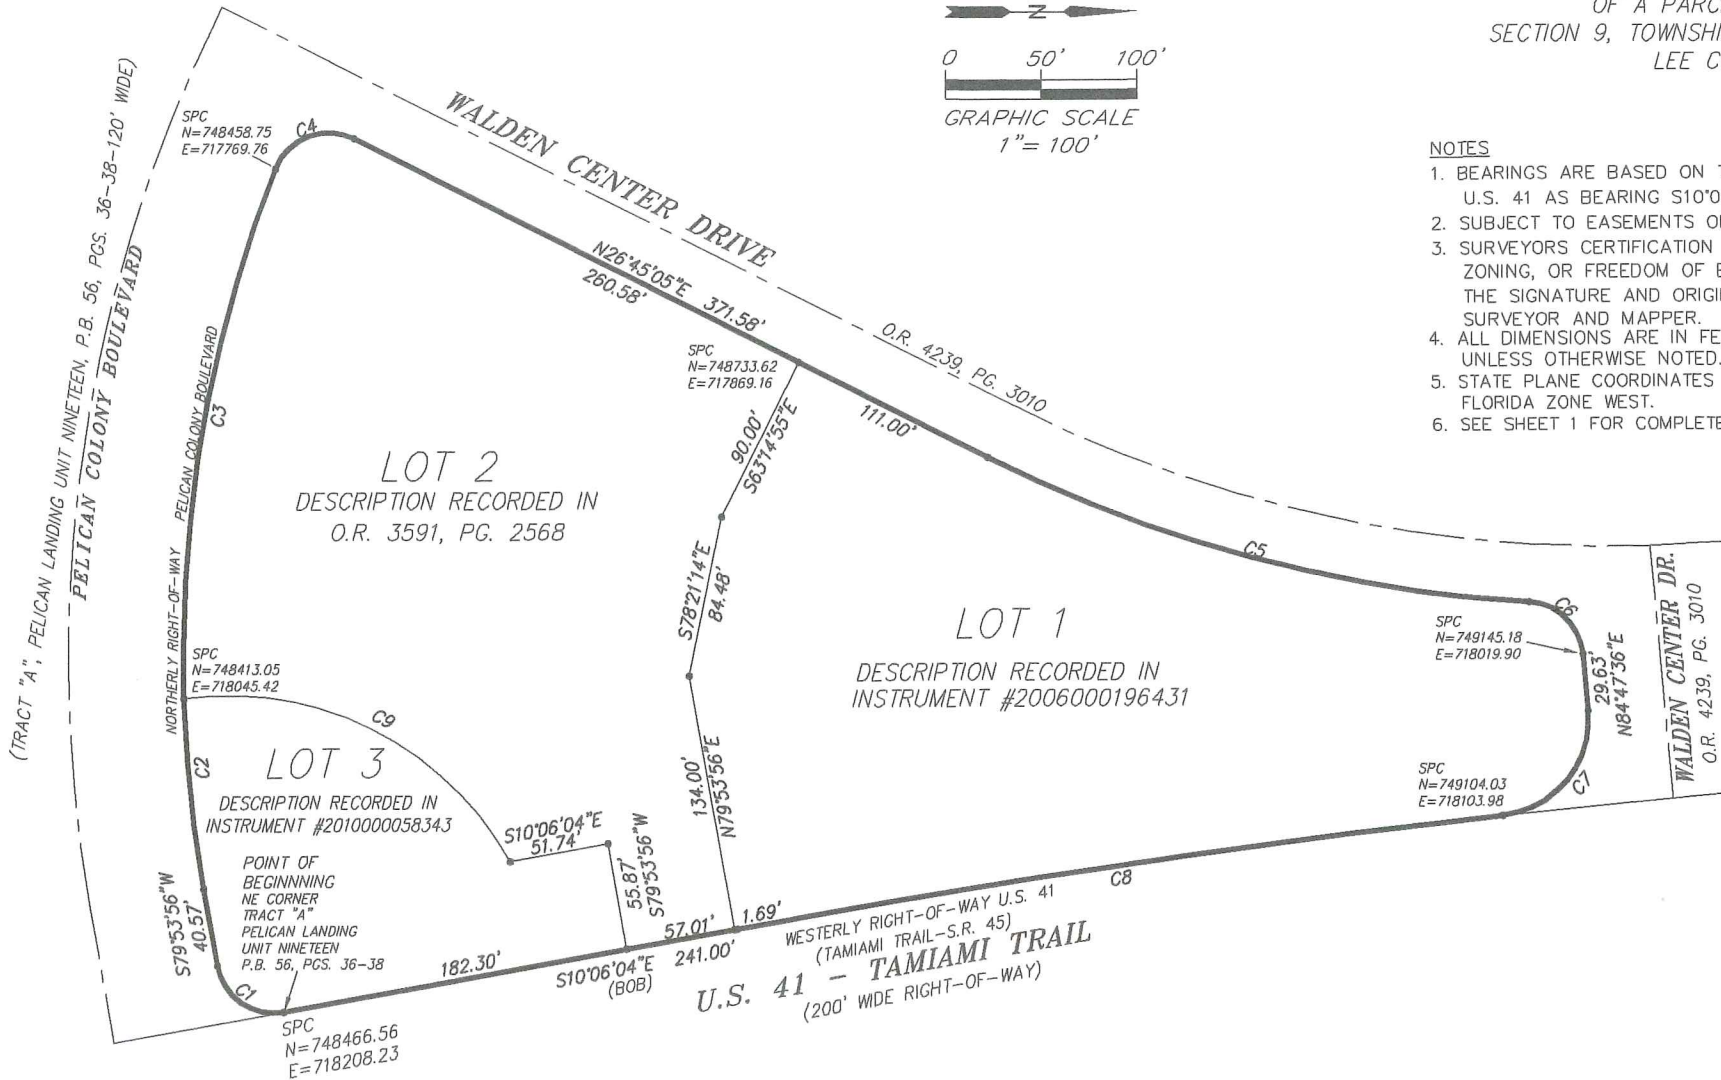 N
0 50' 100'
GRAPHIC SCALE
1"= 100'
OF A PARC
SECTION 9, TOWNSHI
LEE C
NOTES
1. BEARINGS ARE BASED ON T
U.S. 41 AS BEARING S10°0
2. SUBJECT TO EASEMENTS O
3. SURVEYORS CERTIFICATION
ZONING, OR FREEDOM OF E
THE SIGNATURE AND ORIGI
SURVEYOR AND MAPPER.
4. ALL DIMENSIONS ARE IN FE
UNLESS OTHERWISE NOTED.
5. STATE PLANE COORDINATES
FLORIDA ZONE WEST.
6. SEE SHEET 1 FOR COMPLETE
(TRACT "A", PELICAN LANDING UNIT NINETEEN, P.B. 56, PGS. 36-38-120' WIDE)
PELICAN COLONY BOULEVARD
SPC
N=748458.75
E=717769.76
C4
WALDEN CENTER DRIVE
N26°45'05"E
260.58'
371.58'
O.R. 4239, PG. 3010
SPC
N=748733.62
E=717869.16
111.00'
90.00'
S63°14'55"E
C3
NORTHERLY RIGHT-OF-WAY PELICAN COLONY BOULEVARD
LOT 2
DESCRIPTION RECORDED IN
O.R. 3591, PG. 2568
S78°21'14"E
84.48'
C5
C6
LOT 1
DESCRIPTION RECORDED IN
INSTRUMENT #2006000196431
SPC
N=749145.18
E=718019.90
29.63'
N84°47'36"E
WALDEN CENTER DR.
O.R. 4239, PG. 3010
SPC
N=748413.05
E=718045.42
C9
C2
LOT 3
DESCRIPTION RECORDED IN
INSTRUMENT #2010000058343
134.00'
N79°53'56"E
SPC
N=749104.03
E=718103.98
C7
S10°06'04"E
51.74'
55.87'
S79°53'56"W
S79°53'56"W
40.57'
POINT OF
BEGINNNING
NE CORNER
TRACT "A"
PELICAN LANDING
UNIT NINETEEN
P.B. 56, PGS. 36-38
C1
182.30'
57.01'
1.69'
S10°06'04"E
241.00'
(BOB)
C8
WESTERLY RIGHT-OF-WAY U.S. 41
(TAMIAMI TRAIL-S.R. 45)
U.S. 41 - TAMIAMI TRAIL
(200' WIDE RIGHT-OF-WAY)
SPC
N=748466.56
E=718208.23